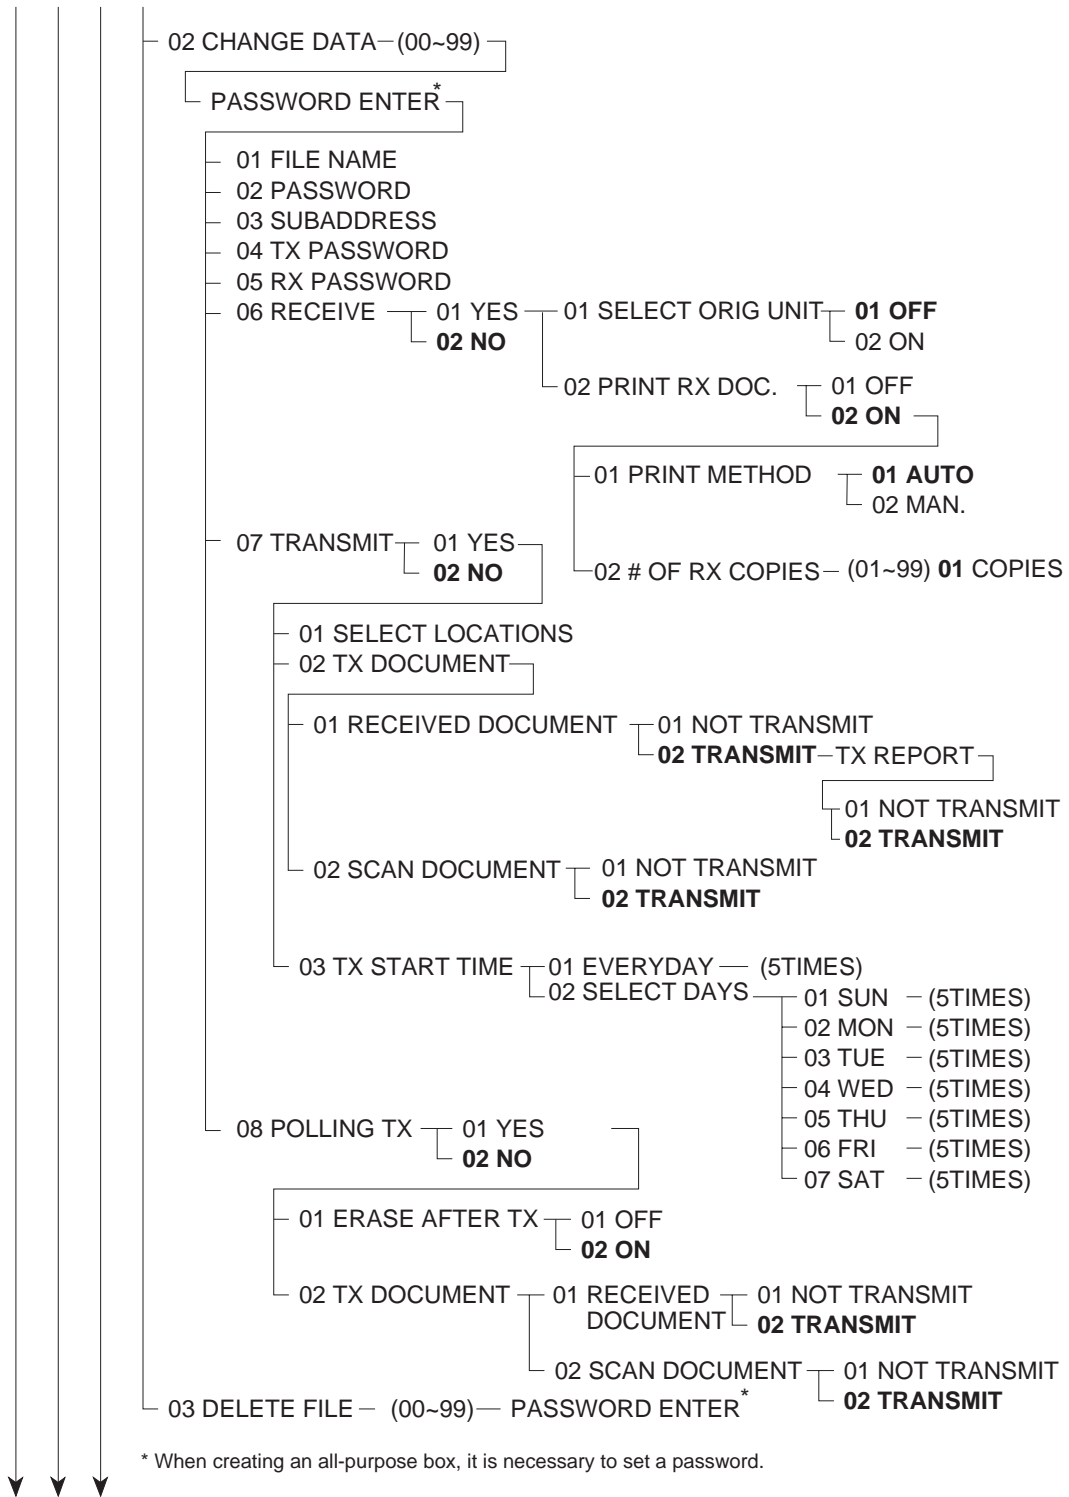 02 CHANGE DATA (00~99)
PASSWORD ENTER*
01 FILE NAME
02 PASSWORD
03 SUBADDRESS
04 TX PASSWORD
05 RX PASSWORD
06 RECEIVE 01 YES 01 SELECT ORIG UNIT 01 OFF
02 NO 02 ON
02 PRINT RX DOC. 01 OFF
02 ON
01 PRINT METHOD 01 AUTO
02 MAN.
07 TRANSMIT 01 YES
02 NO 02 # OF RX COPIES (01~99) 01 COPIES
01 SELECT LOCATIONS
02 TX DOCUMENT
01 RECEIVED DOCUMENT 01 NOT TRANSMIT
02 TRANSMIT TX REPORT
01 NOT TRANSMIT
02 TRANSMIT
02 SCAN DOCUMENT 01 NOT TRANSMIT
02 TRANSMIT
03 TX START TIME 01 EVERYDAY (5TIMES)
02 SELECT DAYS 01 SUN (5TIMES)
02 MON (5TIMES)
03 TUE (5TIMES)
04 WED (5TIMES)
05 THU (5TIMES)
08 POLLING TX 01 YES 06 FRI (5TIMES)
02 NO 07 SAT (5TIMES)
01 ERASE AFTER TX 01 OFF
02 ON
02 TX DOCUMENT 01 RECEIVED 01 NOT TRANSMIT
DOCUMENT 02 TRANSMIT
02 SCAN DOCUMENT 01 NOT TRANSMIT
02 TRANSMIT
03 DELETE FILE (00~99) PASSWORD ENTER*
* When creating an all-purpose box, it is necessary to set a password.